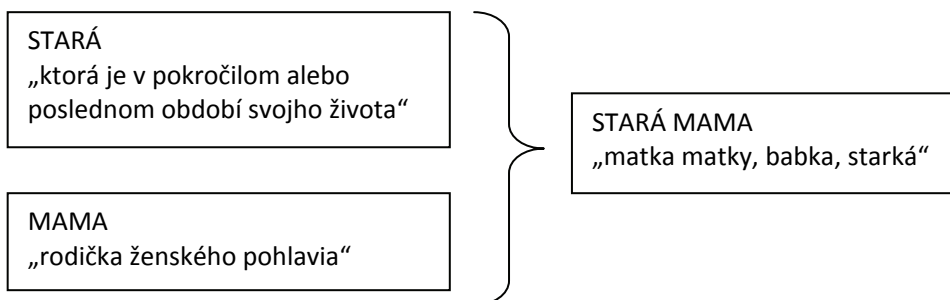 STARÁ
„ktorá je v pokročilom alebo
poslednom období svojho života“
STARÁ MAMA
„matka matky, babka, starká“
MAMA
„rodička ženského pohlavia“